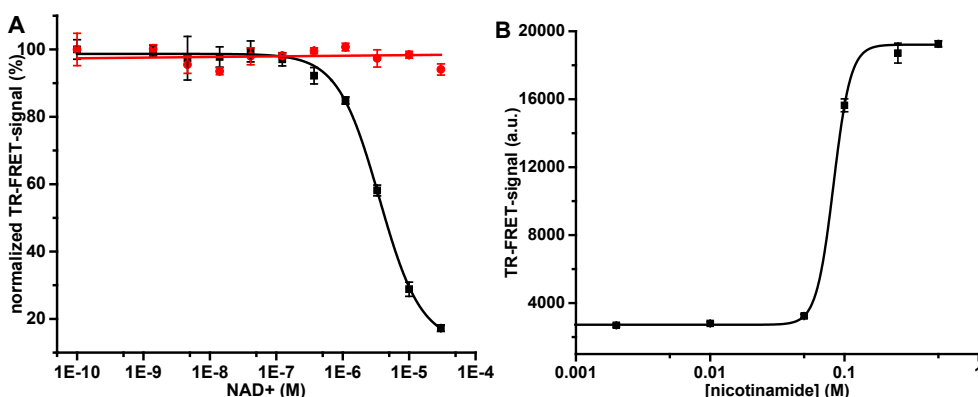 A
normalized TR-FRET-signal (%)
100
80
60
40
20
1E-10 1E-9 1E-8 1E-7 1E-6 1E-5 1E-4
NAD+ (M)
B
TR-FRET-signal (a.u.)
20000
16000
12000
8000
4000
0.001 0.01 0.1 1
[nicotinamide] (M)